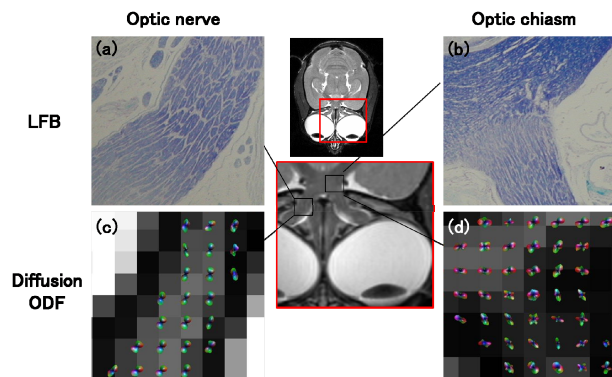 Optic nerve
Optic chiasm
(a)
(b)
LFB
(c)
(d)
Diffusion
ODF